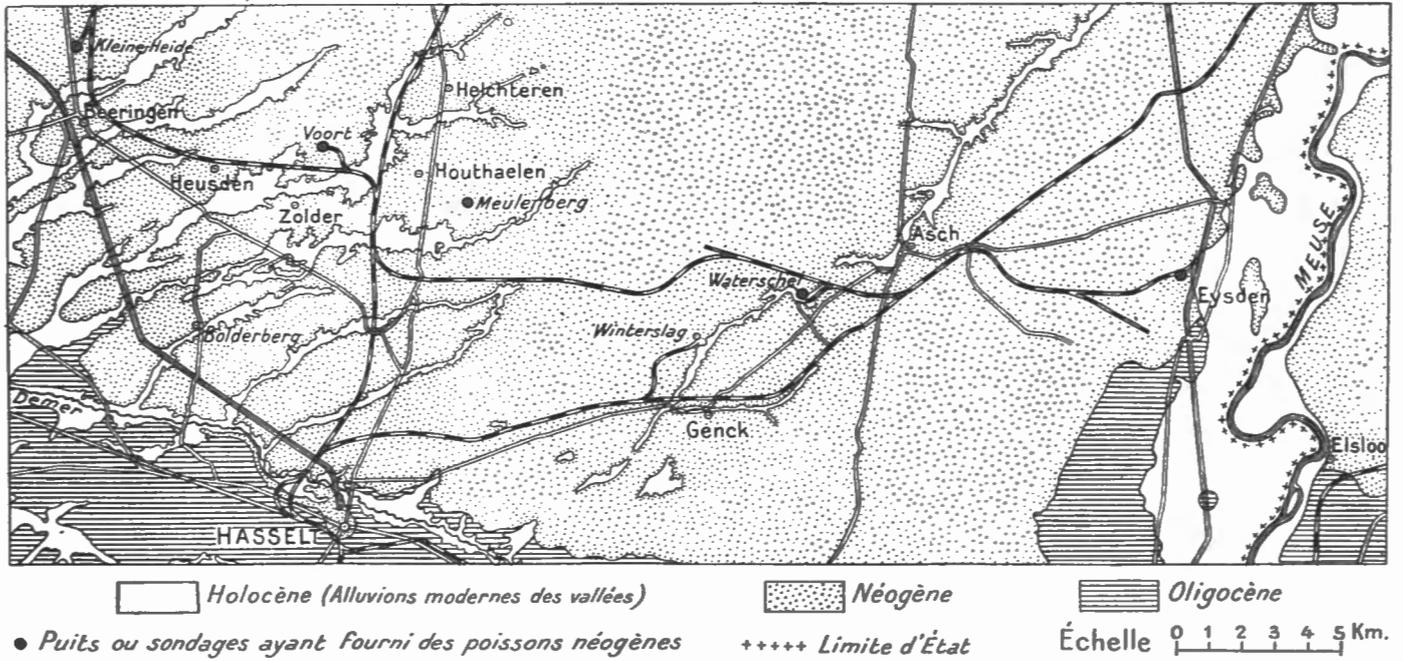 Kleine-Heide
Beeringen
Helchteren
Voort
Heusden
Houthaelen
Zolder
Meulenberg
Asch
MEUSE
Waterschei
Eysden
Bolderberg
Winterslag
Demer
Genck
Elsloo
HASSELT
Holocène (Alluvions modernes des vallées)
Néogène
Oligocène
Puits ou sondages ayant fourni des poissons néogènes
+++++ Limite d'État
Échelle 0 1 2 3 4 5 Km.